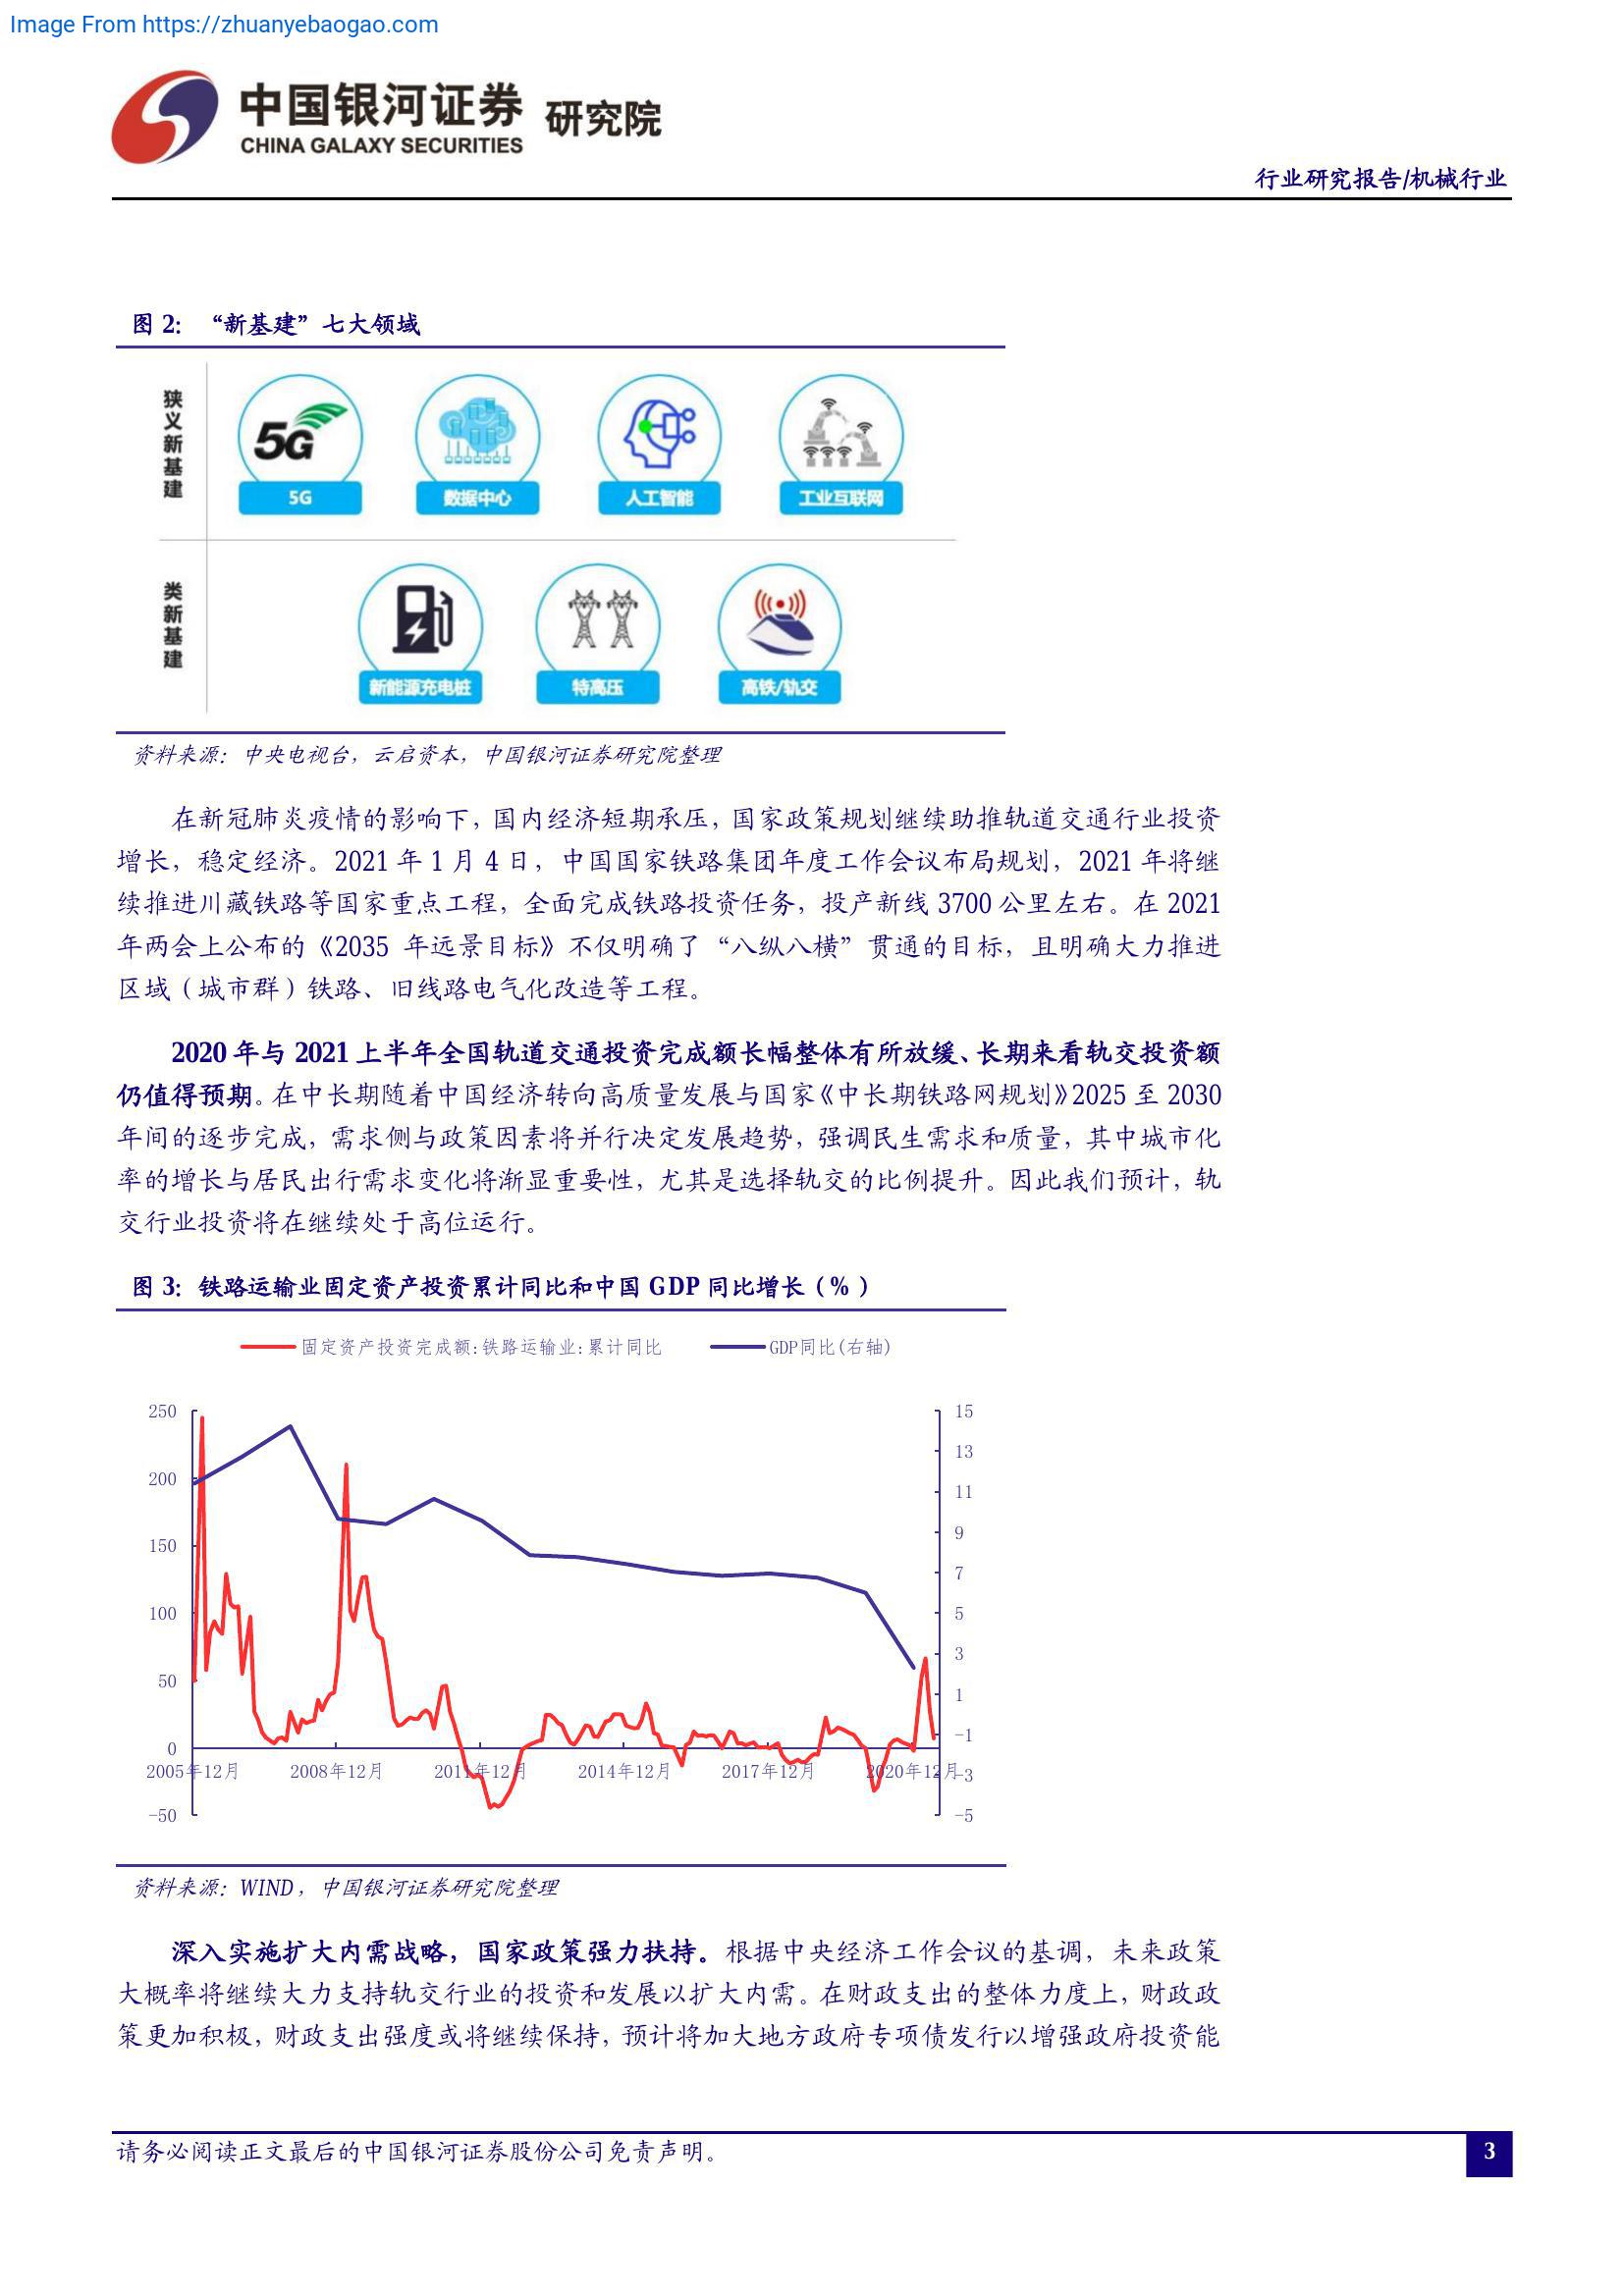 Image From https://zhuanyebaogao.com
中国银河证券 研究院
CHINA GALAXY SECURITIES
行业研究报告/机械行业
图 2: “新基建”七大领域
狭义新基建
5G
5G
数据中心
人工智能
工业互联网
类新基建
新能源充电桩
特高压
高铁/轨交
资料来源：中央电视台，云启资本，中国银河证券研究院整理
在新冠肺炎疫情的影响下，国内经济短期承压，国家政策规划继续助推轨道交通行业投资
增长，稳定经济。2021 年 1 月 4 日，中国国家铁路集团年度工作会议布局规划，2021 年将继
续推进川藏铁路等国家重点工程，全面完成铁路投资任务，投产新线 3700 公里左右。在 2021
年两会上公布的《2035 年远景目标》不仅明确了“八纵八横”贯通的目标，且明确大力推进
区域（城市群）铁路、旧线路电气化改造等工程。
2020 年与 2021 上半年全国轨道交通投资完成额长幅整体有所放缓、长期来看轨交投资额
仍值得预期。在中长期随着中国经济转向高质量发展与国家《中长期铁路网规划》2025 至 2030
年间的逐步完成，需求侧与政策因素将并行决定发展趋势，强调民生需求和质量，其中城市化
率的增长与居民出行需求变化将渐显重要性，尤其是选择轨交的比例提升。因此我们预计，轨
交行业投资将在继续处于高位运行。
图 3: 铁路运输业固定资产投资累计同比和中国 GDP 同比增长（%）
固定资产投资完成额:铁路运输业:累计同比 GDP同比(右轴)
250 15
13
200 11
150 9
7
100 5
3
50 1
0 −1
2005年12月 2008年12月 2011年12月 2014年12月 2017年12月 2020年12月 −3
−50 −5
资料来源：WIND，中国银河证券研究院整理
深入实施扩大内需战略，国家政策强力扶持。根据中央经济工作会议的基调，未来政策
大概率将继续大力支持轨交行业的投资和发展以扩大内需。在财政支出的整体力度上，财政政
策更加积极，财政支出强度或将继续保持，预计将加大地方政府专项债发行以增强政府投资能
请务必阅读正文最后的中国银河证券股份公司免责声明。
3